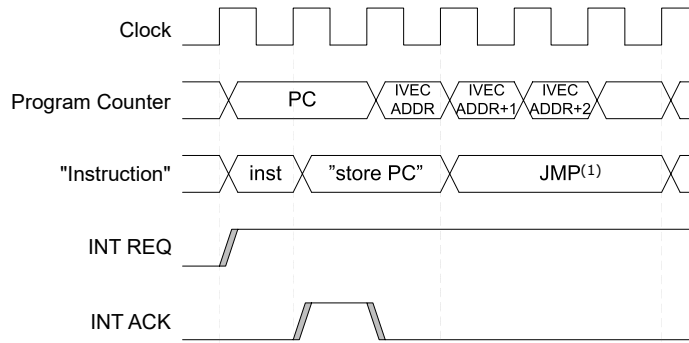 Clock
Program Counter
PC
IVEC
ADDR
IVEC
ADDR+1
IVEC
ADDR+2
"Instruction"
inst
”store PC”
JMP(1)
INT REQ
INT ACK